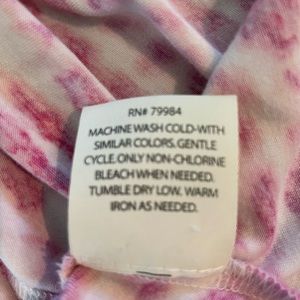 RN# 79984
MACHINE WASH COLD-WITH
SIMILAR COLORS. GENTLE
CYCLE. ONLY NON-CHLORINE
BLEACH WHEN NEEDED.
TUMBLE DRY LOW. WARM
IRON AS NEEDED.